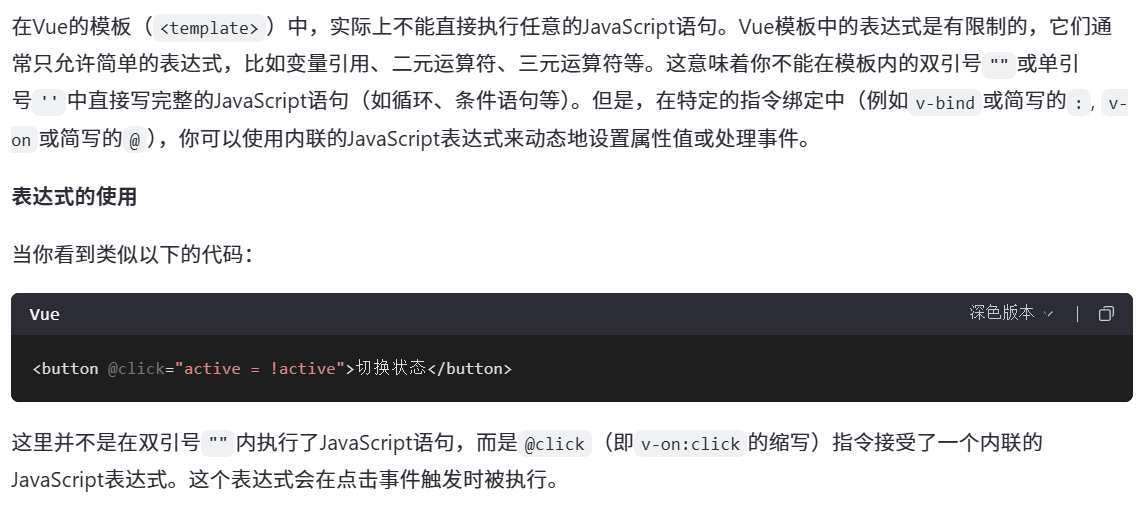 在Vue的模板（<template>）中，实际上不能直接执行任意的JavaScript语句。Vue模板中的表达式是有限制的，它们通
常只允许简单的表达式，比如变量引用、二元运算符、三元运算符等。这意味着你不能在模板内的双引号""或单引
号''中直接写完整的JavaScript语句（如循环、条件语句等）。但是，在特定的指令绑定中（例如v-bind或简写的:, v-
on或简写的@），你可以使用内联的JavaScript表达式来动态地设置属性值或处理事件。
表达式的使用
当你看到类似以下的代码：
Vue 深色版本
<button @click="active = !active">切换状态</button>
这里并不是在双引号""内执行了JavaScript语句，而是@click（即v-on:click的缩写）指令接受了一个内联的
JavaScript表达式。这个表达式会在点击事件触发时被执行。